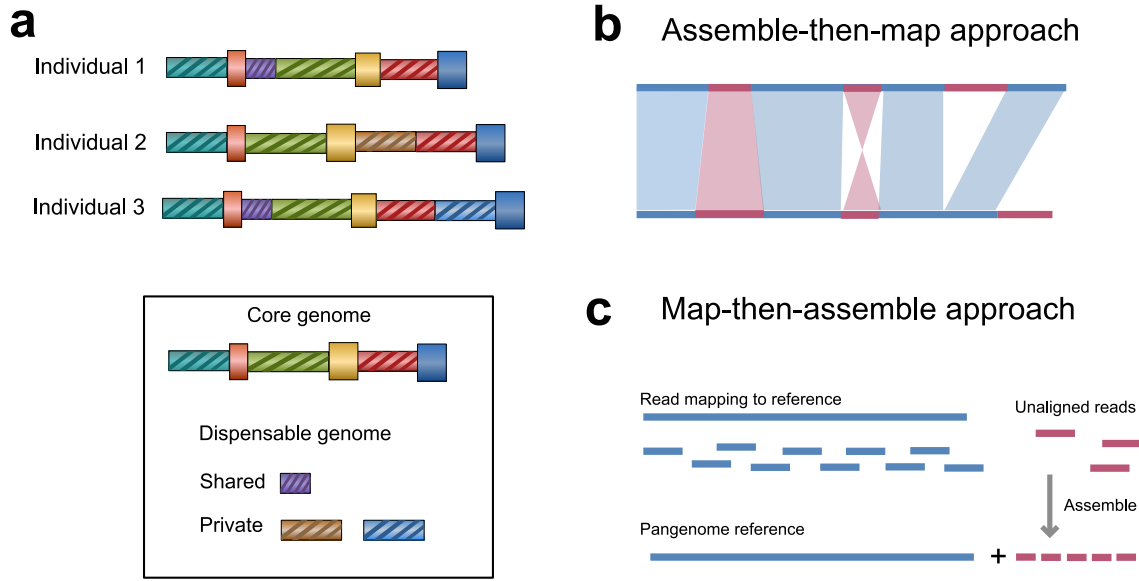 a
Individual 1
Individual 2
Individual 3
Core genome
Dispensable genome
Shared
Private
b
Assemble-then-map approach
c
Map-then-assemble approach
Read mapping to reference
Unaligned reads
Assemble
Pangenome reference
+